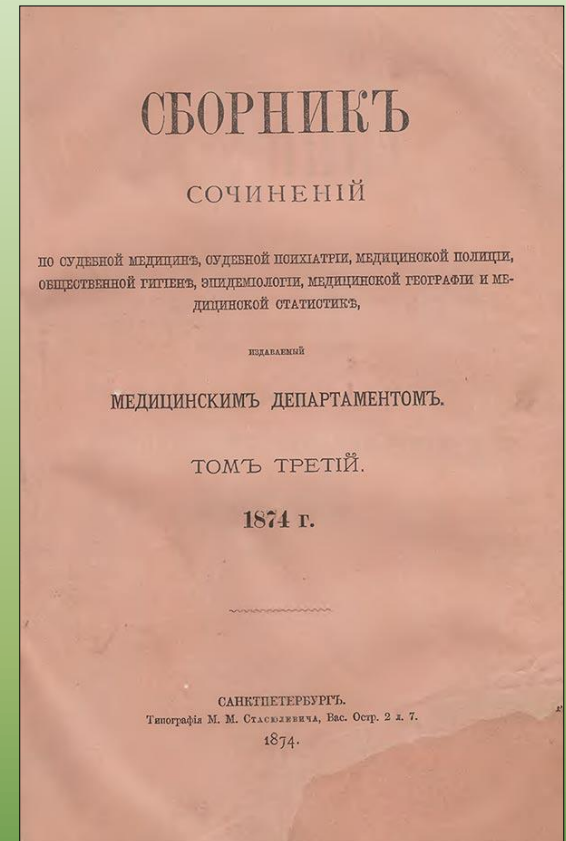 СБОРНИКЪ
СОЧИНЕНІЙ
ПО СУДЕБНОЙ МЕДИЦИНѢ, СУДЕБНОЙ ПСИХІАТРІИ, МЕДИЦИНСКОЙ ПОЛИЦІИ,
ОБЩЕСТВЕННОЙ ГИГІЕНѢ, ЭПИДЕМІОЛОГІИ, МЕДИЦИНСКОЙ ГЕОГРАФІИ И МЕ-
ДИЦИНСКОЙ СТАТИСТИКѢ,
ИЗДАВАЕМЫЙ
МЕДИЦИНСКИМЪ ДЕПАРТАМЕНТОМЪ.
ТОМЪ ТРЕТІЙ.
1874 г.
САНКТПЕТЕРБУРГЪ.
Типографія М. М. Стасюлевича, Вас. Остр. 2 л. 7.
1874.